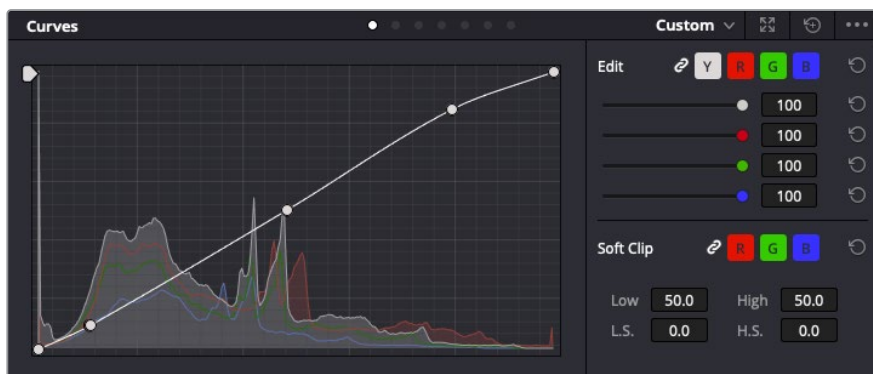 Curves Custom
Edit Y R G B
100
100
100
100
Soft Clip R G B
Low 50.0 High 50.0
L.S. 0.0 H.S. 0.0